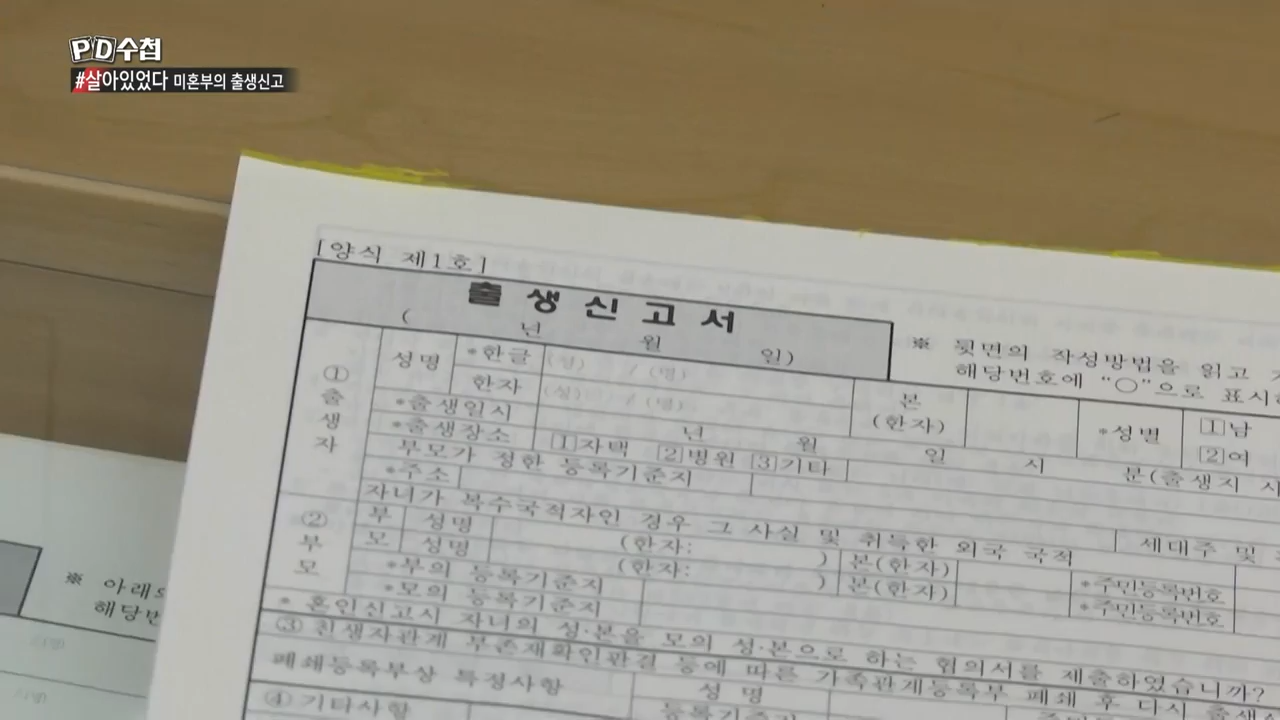 PD수첩
#살아있었다 미혼부의 출생신고
[양식 제1호]
출생신고서
( 년 월 일)
※ 뒷면의 작성방법을 읽고
해당번호에 "○"으로 표시
① 출생자
성명
*한글 (성) / (명)
한자 (성) / (명)
본
(한자)
*성별
[1]남
[2]여
*출생일시
년 월 일 시 분(출생지 시
*출생장소
[1]자택 [2]병원 [3]기타
부모가 정한 등록기준지
*주소
세대주 및
자녀가 복수국적자인 경우 그 사실 및 취득한 외국 국적
② 부모
부 성명 (한자: ) 본(한자) *주민등록번호
모 성명 (한자: ) 본(한자) *주민등록번호
*부의 등록기준지
*모의 등록기준지
* 혼인신고시 자녀의 성·본을 모의 성·본으로 하는 협의서를 제출하였습니까?
③ 친생자관계 부존재확인판결 등에 따른 가족관계등록부 폐쇄 후 다시 출생
폐쇄등록부상 특정사항
성 명
등록기준지
④ 기타사항
※ 아래의
해당번